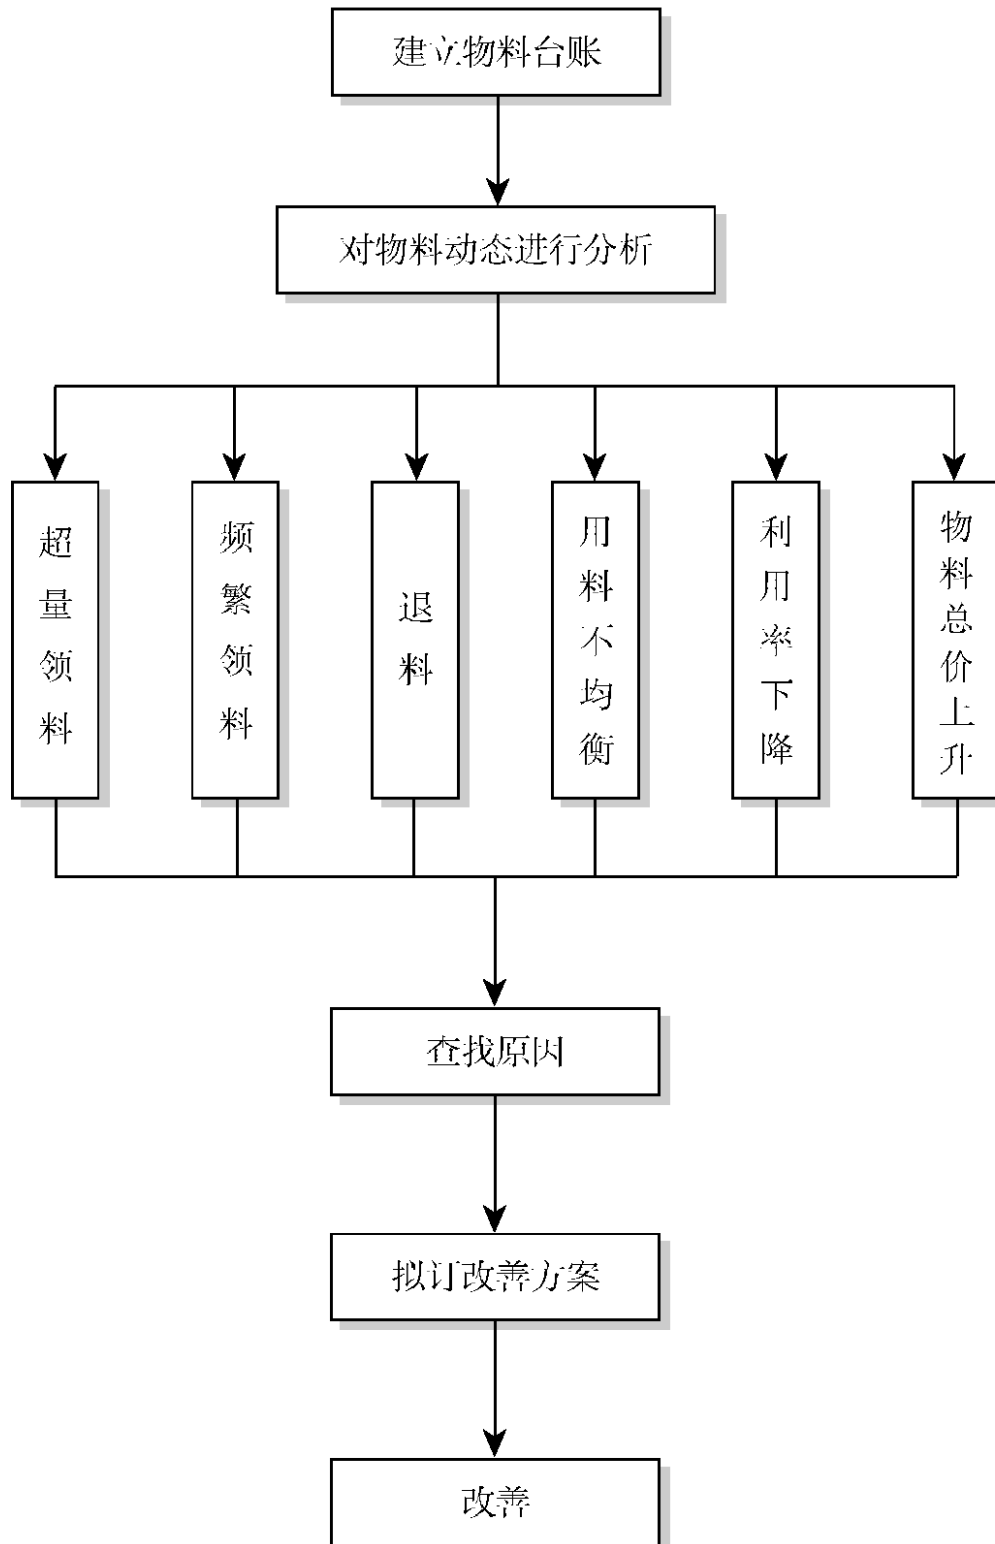 建立物料台账
对物料动态进行分析
超量领料
频繁领料
退料
用料不均衡
利用率下降
物料总价上升
查找原因
拟订改善方案
改善